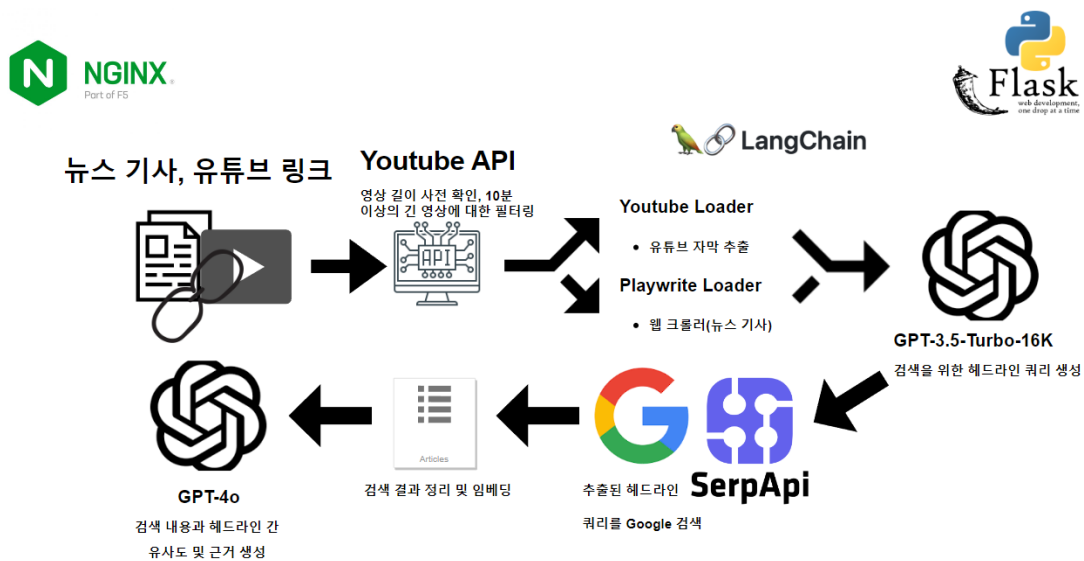 NGINX
Part of F5
Flask
web development,
one drop at a time
LangChain
뉴스 기사, 유튜브 링크
Youtube API
영상 길이 사전 확인, 10분
이상의 긴 영상에 대한 필터링
API
Youtube Loader
유튜브 자막 추출
Playwrite Loader
웹 크롤러(뉴스 기사)
GPT-3.5-Turbo-16K
검색을 위한 헤드라인 쿼리 생성
SerpApi
추출된 헤드라인
쿼리를 Google 검색
Articles
검색 결과 정리 및 임베딩
GPT-4o
검색 내용과 헤드라인 간
유사도 및 근거 생성